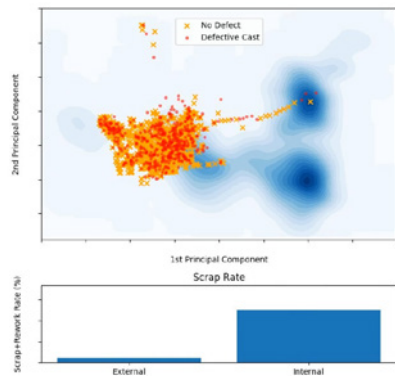 No Defect
Defective Cast
2nd Principal Component
1st Principal Component
Scrap Rate
Scrap+Rework Rate (%)
External
Internal